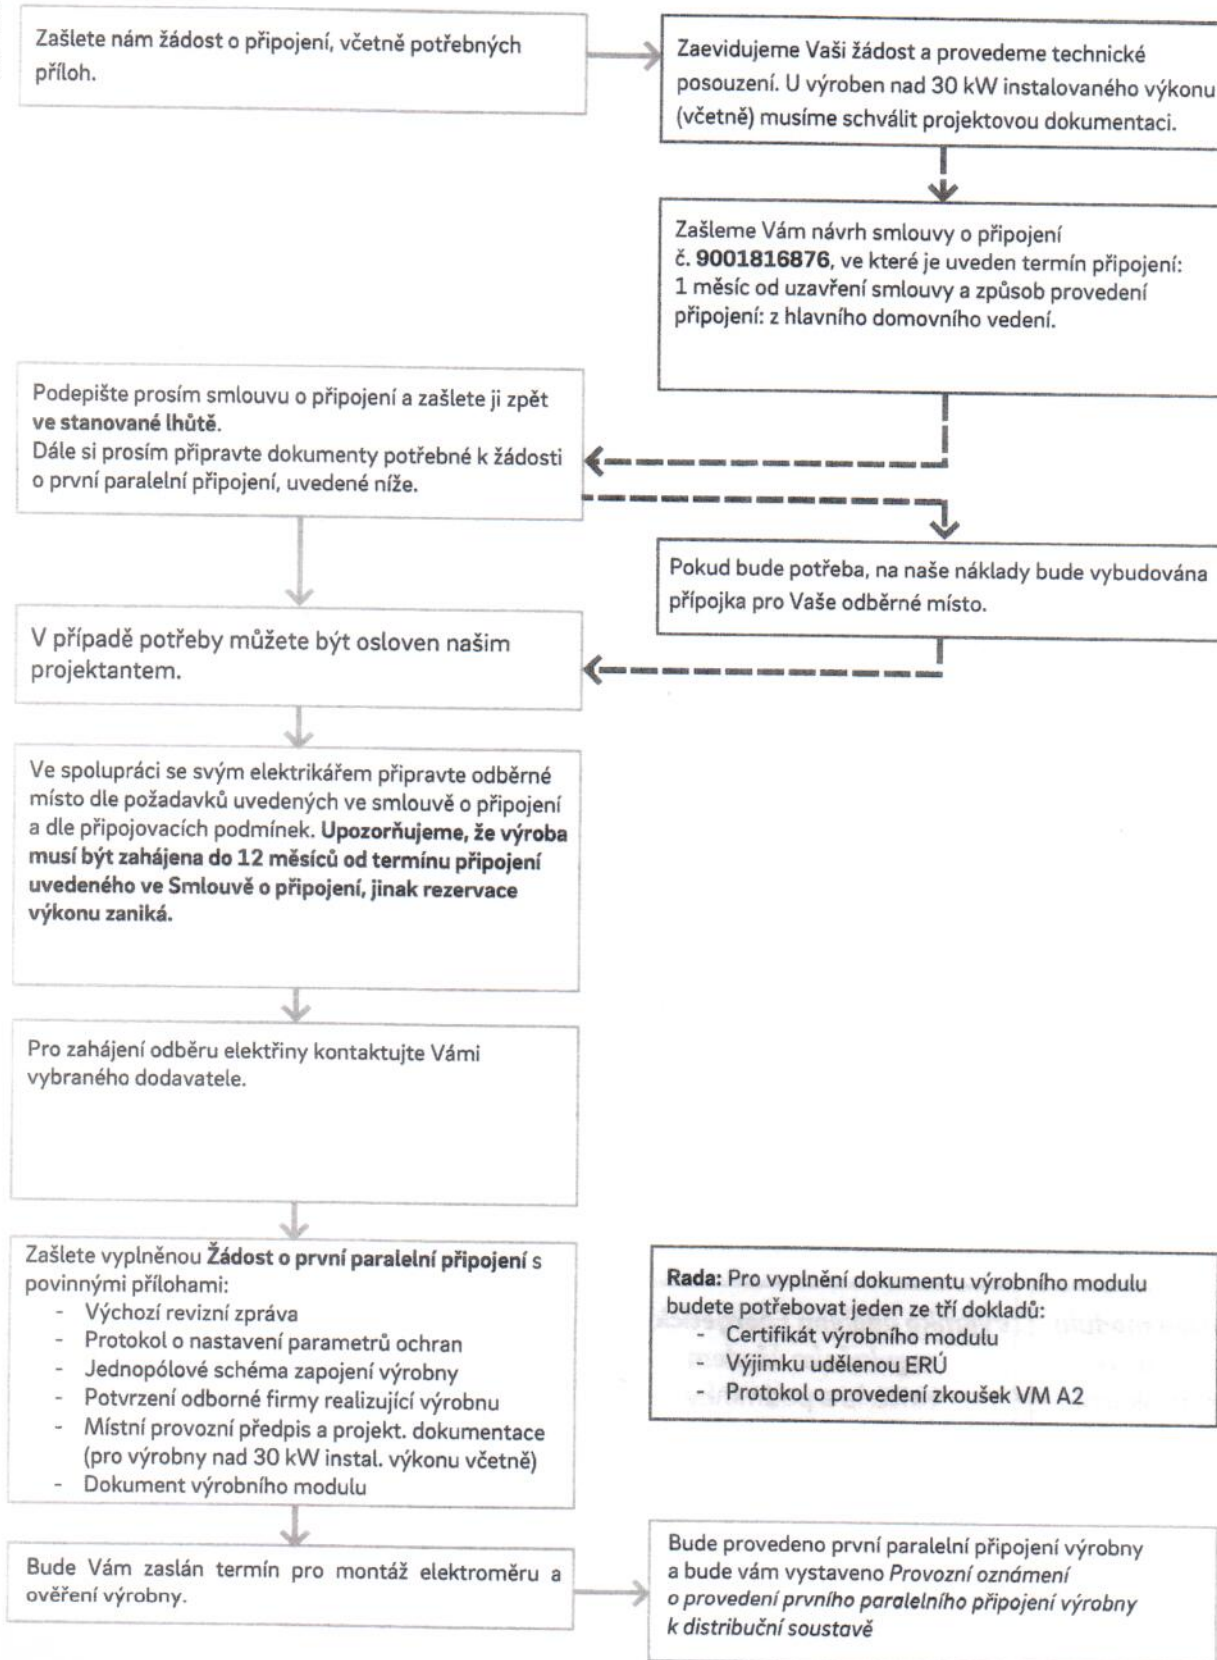 Zašlete nám žádost o připojení, včetně potřebných
příloh.
Zaevidujeme Vaši žádost a provedeme technické
posouzení. U výroben nad 30 kW instalovaného výkonu
(včetně) musíme schválit projektovou dokumentaci.
Zašleme Vám návrh smlouvy o připojení
č. 9001816876, ve které je uveden termín připojení:
1 měsíc od uzavření smlouvy a způsob provedení
připojení: z hlavního domovního vedení.
Podepište prosím smlouvu o připojení a zašlete ji zpět
ve stanovené lhůtě.
Dále si prosím připravte dokumenty potřebné k žádosti
o první paralelní připojení, uvedené níže.
Pokud bude potřeba, na naše náklady bude vybudována
přípojka pro Vaše odběrné místo.
V případě potřeby můžete být osloven našim
projektantem.
Ve spolupráci se svým elektrikářem připravte odběrné
místo dle požadavků uvedených ve smlouvě o připojení
a dle připojovacích podmínek. Upozorňujeme, že výroba
musí být zahájena do 12 měsíců od termínu připojení
uvedeného ve Smlouvě o připojení, jinak rezervace
výkonu zaniká.
Pro zahájení odběru elektřiny kontaktujte Vámi
vybraného dodavatele.
Zašlete vyplněnou Žádost o první paralelní připojení s
povinnými přílohami:
- Výchozí revizní zpráva
- Protokol o nastavení parametrů ochran
- Jednopólové schéma zapojení výrobny
- Potvrzení odborné firmy realizující výrobnu
- Místní provozní předpis a projekt. dokumentace
(pro výrobny nad 30 kW instal. výkonu včetně)
- Dokument výrobního modulu
Rada: Pro vyplnění dokumentu výrobního modulu
budete potřebovat jeden ze tří dokladů:
- Certifikát výrobního modulu
- Výjimku udělenou ERÚ
- Protokol o provedení zkoušek VM A2
Bude Vám zaslán termín pro montáž elektroměru a
ověření výrobny.
Bude provedeno první paralelní připojení výrobny
a bude vám vystaveno Provozní oznámení
o provedení prvního paralelního připojení výrobny
k distribuční soustavě